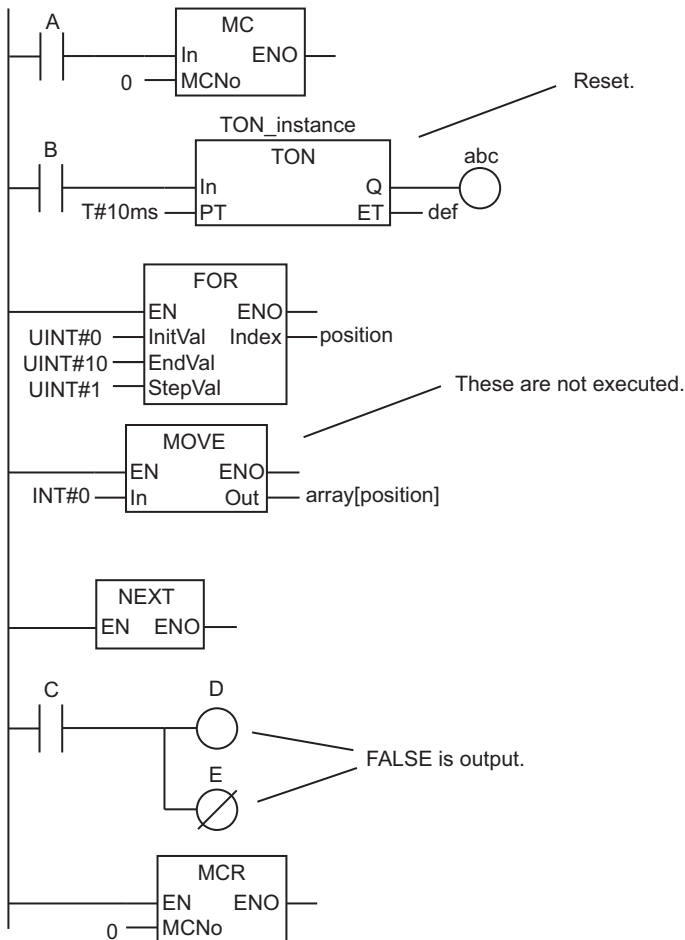 A
MC
In ENO
0 MCNo
Reset.
TON_instance
B
TON
abc
In Q
T#10ms PT ET def
FOR
EN ENO
UINT#0 InitVal Index position
UINT#10 EndVal
UINT#1 StepVal
These are not executed.
MOVE
EN ENO
INT#0 In Out array[position]
NEXT
EN ENO
C
D
FALSE is output.
E
MCR
EN ENO
0 MCNo